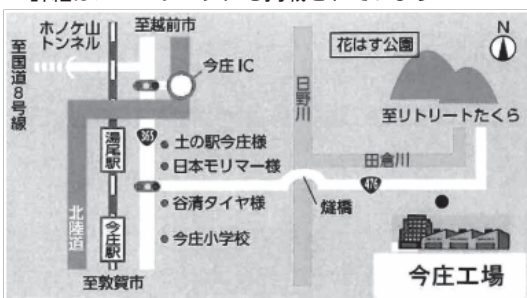 ホノケ山
トンネル
至越前市
花はす公園
N
至国道8号線
今庄IC
日野川
至リトリートたくら
湯尾駅
365
土の駅今庄様
日本モリマー様
田倉川
476
谷清タイヤ様
燧橋
北陸道
今庄駅
今庄小学校
至敦賀市
今庄工場